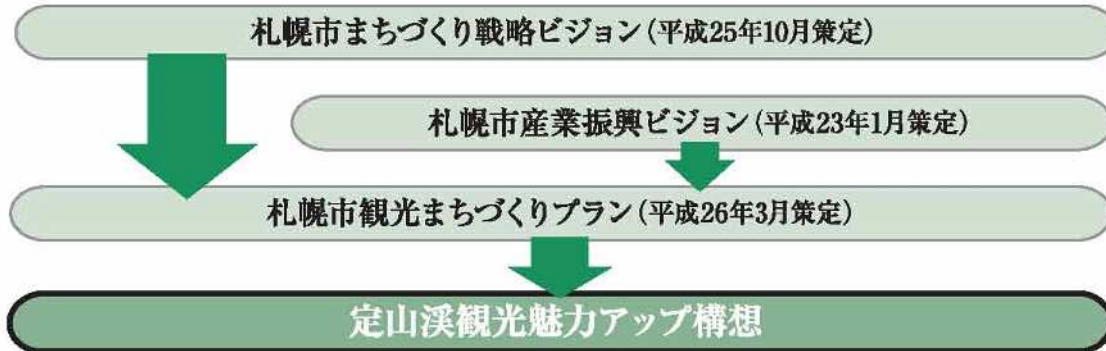 札幌市まちづくり戦略ビジョン（平成25年10月策定）
札幌市産業振興ビジョン（平成23年1月策定）
札幌市観光まちづくりプラン（平成26年3月策定）
定山渓観光魅力アップ構想